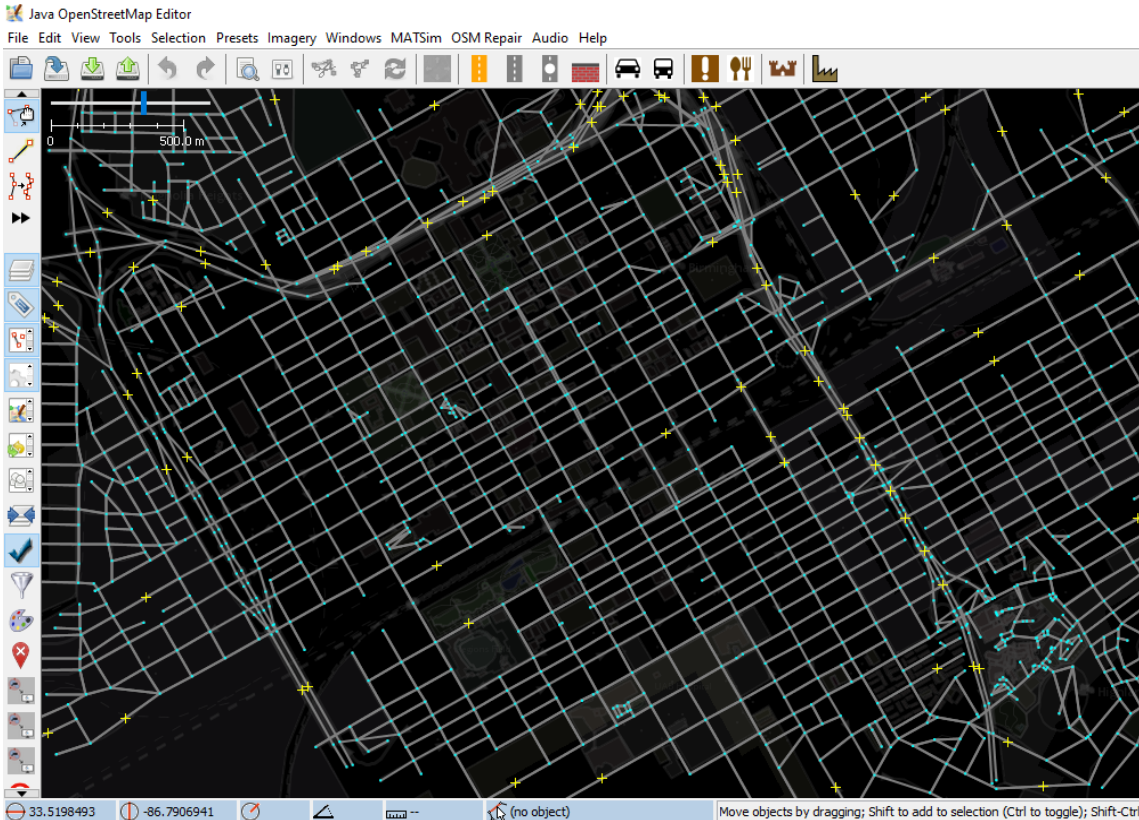 Java OpenStreetMap Editor
File Edit View Tools Selection Presets Imagery Windows MATSim OSM Repair Audio Help
0 500.0 m
Birmingham
33.5198493 -86.7906941 -- (no object) Move objects by dragging; Shift to add to selection (Ctrl to toggle); Shift-Ctrl